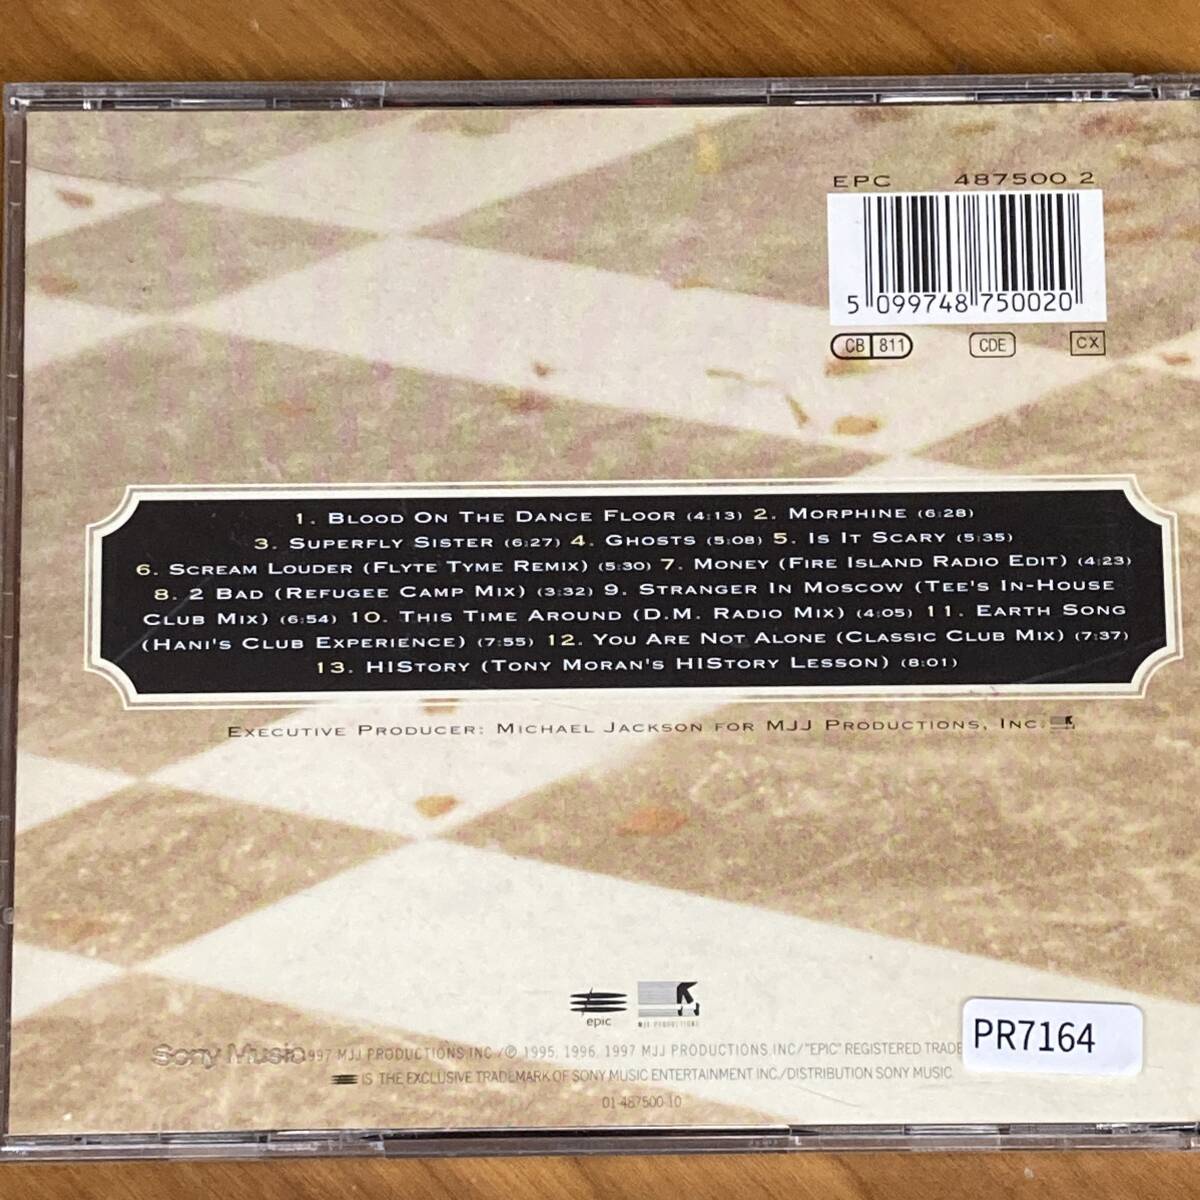 EPC 487500 2
5 099748 750020
CB 811 CDE CX
1. BLOOD ON THE DANCE FLOOR (4:13) 2. MORPHINE (6:28)
3. SUPERFLY SISTER (6:27) 4. GHOSTS (5:08) 5. IS IT SCARY (5:35)
6. SCREAM LOUDER (FLYTE TYME REMIX) (5:30) 7. MONEY (FIRE ISLAND RADIO EDIT) (4:23)
8. 2 BAD (REFUGEE CAMP MIX) (3:32) 9. STRANGER IN MOSCOW (TEE'S IN-HOUSE
CLUB MIX) (6:54) 10. THIS TIME AROUND (D.M. RADIO MIX) (4:05) 11. EARTH SONG
(HANI'S CLUB EXPERIENCE) (7:55) 12. YOU ARE NOT ALONE (CLASSIC CLUB MIX) (7:37)
13. HISTORY (TONY MORAN'S HISTORY LESSON) (8:01)
EXECUTIVE PRODUCER: MICHAEL JACKSON FOR MJJ PRODUCTIONS, INC.
epic MJJ PRODUCTIONS
PR7164
Sony Music 1997 MJJ PRODUCTIONS INC / ℗ 1995, 1996, 1997 MJJ PRODUCTIONS, INC/"EPIC" REGISTERED TRADE
IS THE EXCLUSIVE TRADEMARK OF SONY MUSIC ENTERTAINMENT INC./DISTRIBUTION SONY MUSIC
01-487500-10